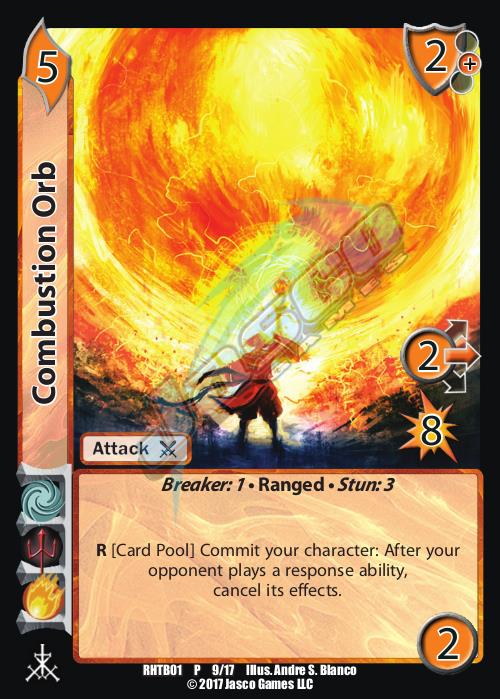 5
2
+
Combustion Orb
2
8
Attack
Breaker: 1 • Ranged • Stun: 3
R [Card Pool] Commit your character: After your
opponent plays a response ability,
cancel its effects.
2
RHTB01 P 9/17 Illus. Andre S. Blanco
© 2017 Jasco Games LLC